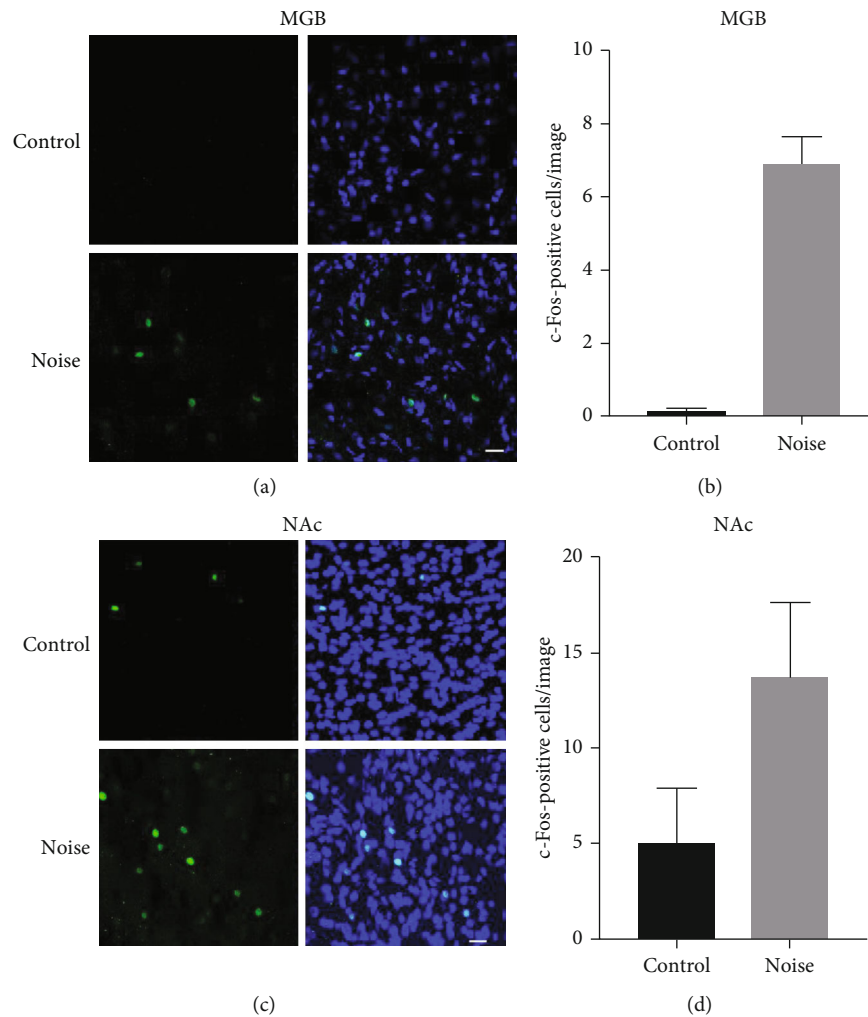 MGB
Control
Noise
(a)
MGB
10
8
6
4
2
0
c-Fos-positive cells/image
Control
Noise
(b)
NAc
Control
Noise
(c)
NAc
20
15
10
5
0
c-Fos-positive cells/image
Control
Noise
(d)